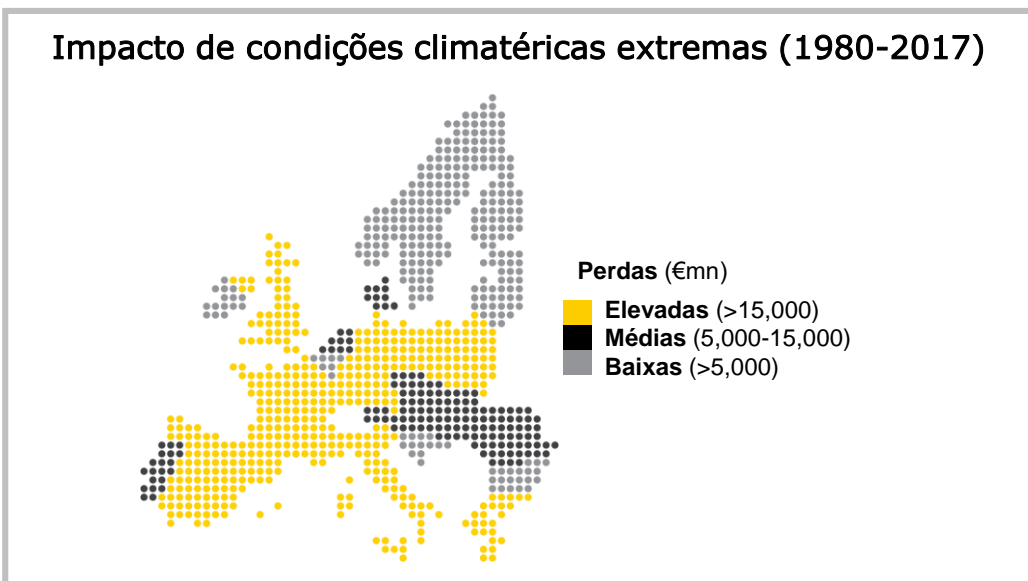 Impacto de condições climatéricas extremas (1980-2017)
Perdas (€mn)
Elevadas (>15,000)
Médias (5,000-15,000)
Baixas (>5,000)